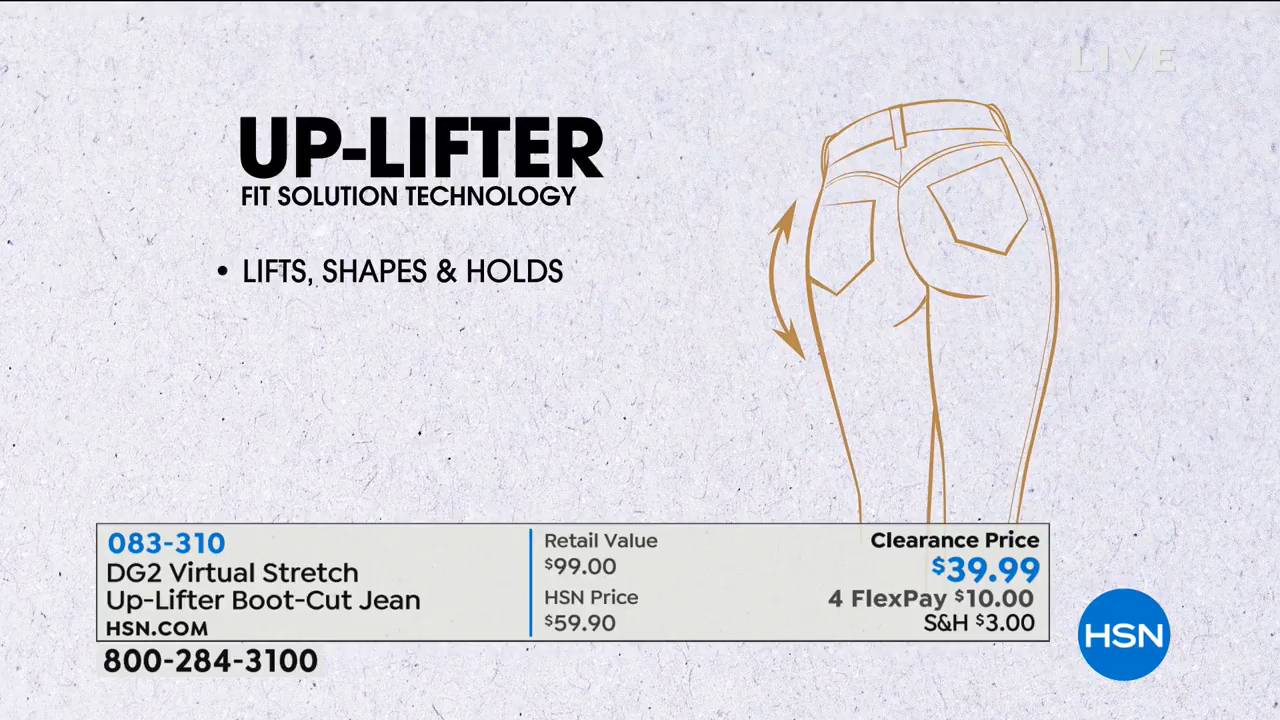 LIVE
UP-LIFTER
FIT SOLUTION TECHNOLOGY
• LIFTS, SHAPES & HOLDS
083-310
DG2 Virtual Stretch
Up-Lifter Boot-Cut Jean
HSN.COM
Retail Value
$99.00
HSN Price
$59.90
Clearance Price
$39.99
4 FlexPay $10.00
S&H $3.00
800-284-3100
HSN